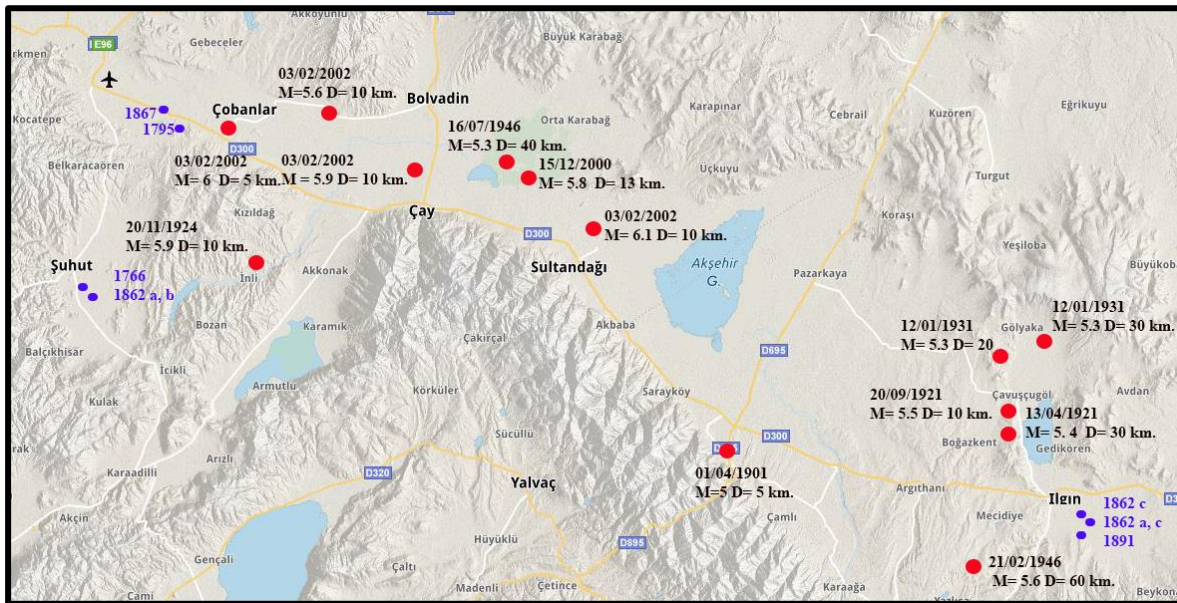 Akkoyunlu
E96
Gebeceler
Büyük Karabağ
Kocatepe
03/02/2002
M=5.6 D= 10 km.
Bolvadin
Karapınar
Cebrail
Kuzören
Eğrikuyu
1867
1795
Çobanlar
Orta Karabağ
16/07/1946
M=5.3 D= 40 km.
Belkaracaören
D300
Üçkuyu
Turgut
03/02/2002
M= 6 D= 5 km.
03/02/2002
M = 5.9 D= 10 km.
15/12/2000
M= 5.8 D= 13 km.
Kızıldağ
Çay
Koraşı
20/11/1924
M= 5.9 D= 10 km.
D300
03/02/2002
M= 6.1 D= 10 km.
Yeşiloba
Şuhut
1766
1862 a, b
İnli
Akkonak
Sultandağı
Akşehir
G.
Pazarkaya
Büyükoba
Bozan
Karamık
Akbaba
12/01/1931
M= 5.3 D= 20
Gölyaka
12/01/1931
M= 5.3 D= 30 km.
Balçıkhisar
İcikli
Çakırçal
D695
Armutlu
Körküler
Sarayköy
20/09/1921
M= 5.5 D= 10 km.
Çavuşçugöl
Avdan
Kulak
13/04/1921
M= 5. 4 D= 30 km.
Sücüllü
D300
Boğazkent
Gedikören
Arızlı
Karaadilli
D320
01/04/1901
M=5 D= 5 km.
Yalvaç
Argıthanı
Ilgın
Akçin
Çamlı
Mecidiye
1862 c
1862 a, c
1891
Hüyüklü
D695
Gençali
Çaltı
21/02/1946
M= 5.6 D= 60 km.
Cami
Madenli
Çetince
Karaağa